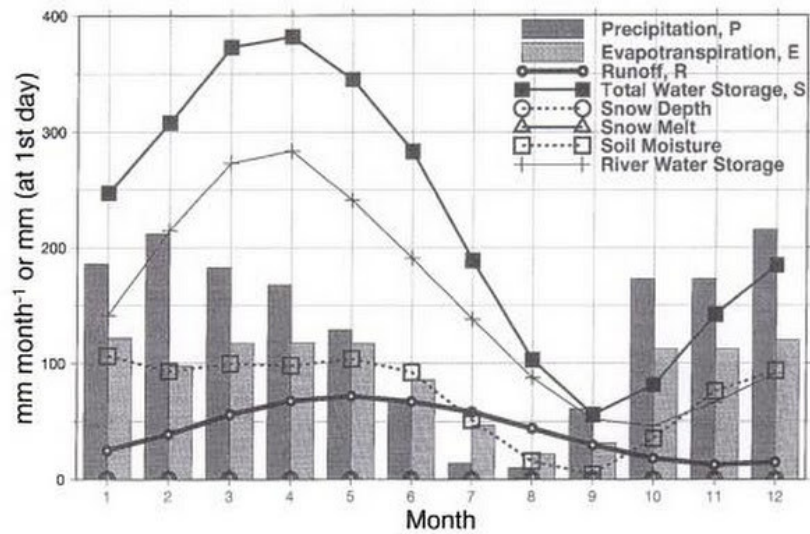 400
300
200
100
0
mm month-1 or mm (at 1st day)
Precipitation, P
Evapotranspiration, E
Runoff, R
Total Water Storage, S
Snow Depth
Snow Melt
Soil Moisture
River Water Storage
1 2 3 4 5 6 7 8 9 10 11 12
Month